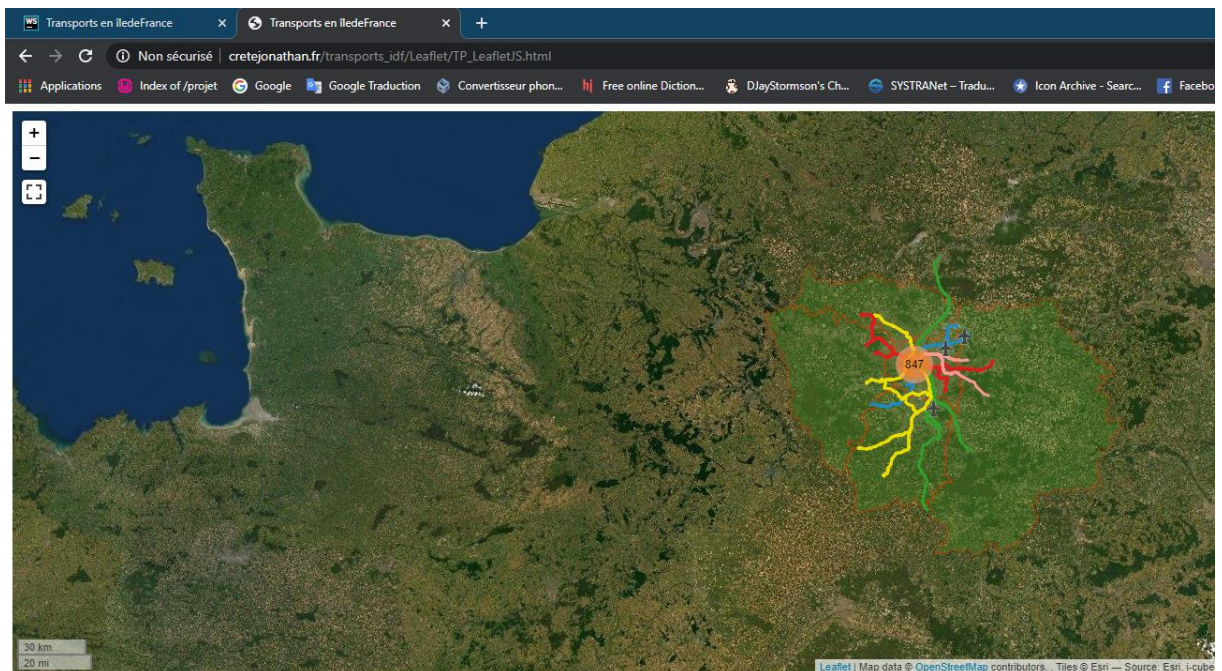 Transports en IledeFrance
Transports en IledeFrance
Non sécurisé | cretejonathan.fr/transports_idf/Leaflet/TP_LeafletJS.html
Applications Index of /projet Google Google Traduction Convertisseur phon... Free online Diction... DJayStormson's Ch... SYSTRANet – Tradu... Icon Archive - Searc... Facebo
+
−
847
30 km
20 mi
Leaflet | Map data © OpenStreetMap contributors, , Tiles © Esri — Source: Esri, i-cube